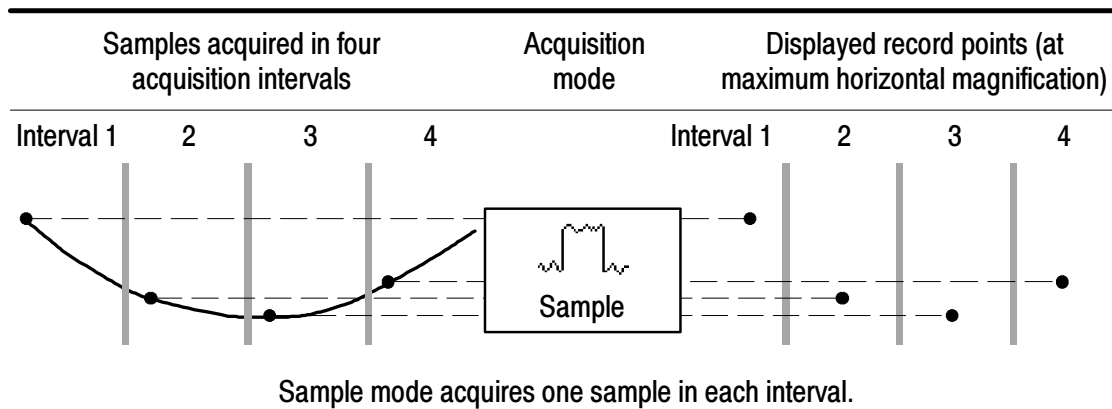 Samples acquired in four
acquisition intervals
Acquisition
mode
Displayed record points (at
maximum horizontal magnification)
Interval 1 2 3 4
Interval 1 2 3 4
Sample
Sample mode acquires one sample in each interval.